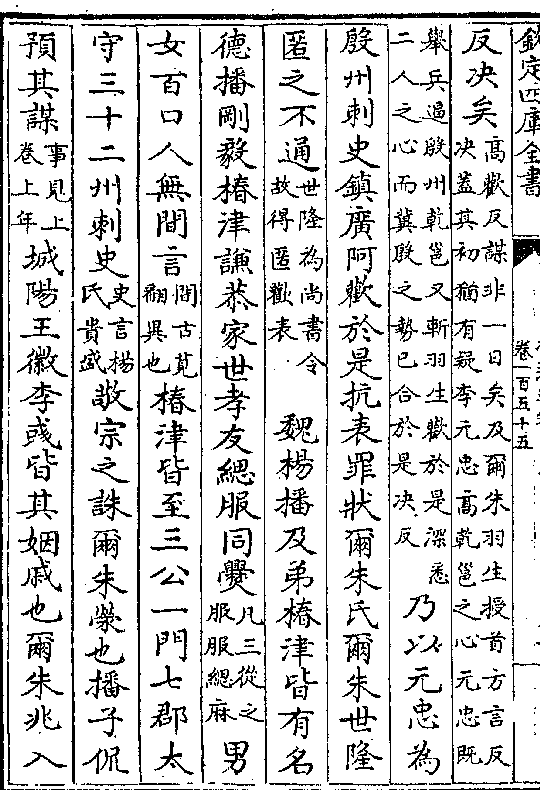 欽定四庫全書
卷一百五十五
反决矣高歡反謀非一日矣及爾朱羽生授首方言反决蓋其初猶有疑李元忠高乾邕之心元忠既
舉兵逼殷州乾邕又斬羽生歡於是深悉二人之心而冀殷之勢已合於是决反乃以元忠為
殷州刺史鎮廣阿歡於是抗表罪狀爾朱氏爾朱世隆
匿之不通世隆為尚書令故得匿歡表 魏楊播及弟椿津皆有名
德播剛毅椿津謙恭家世孝友緦服同爨凡三從之服服緦麻男
女百口人無間言間古莧翻異也椿津皆至三公一門七郡太
守三十二州刺史史言楊氏貴盛敬宗之誅爾朱榮也播子侃
預其謀事見上卷上年城陽王徽李彧皆其姻戚也爾朱兆入